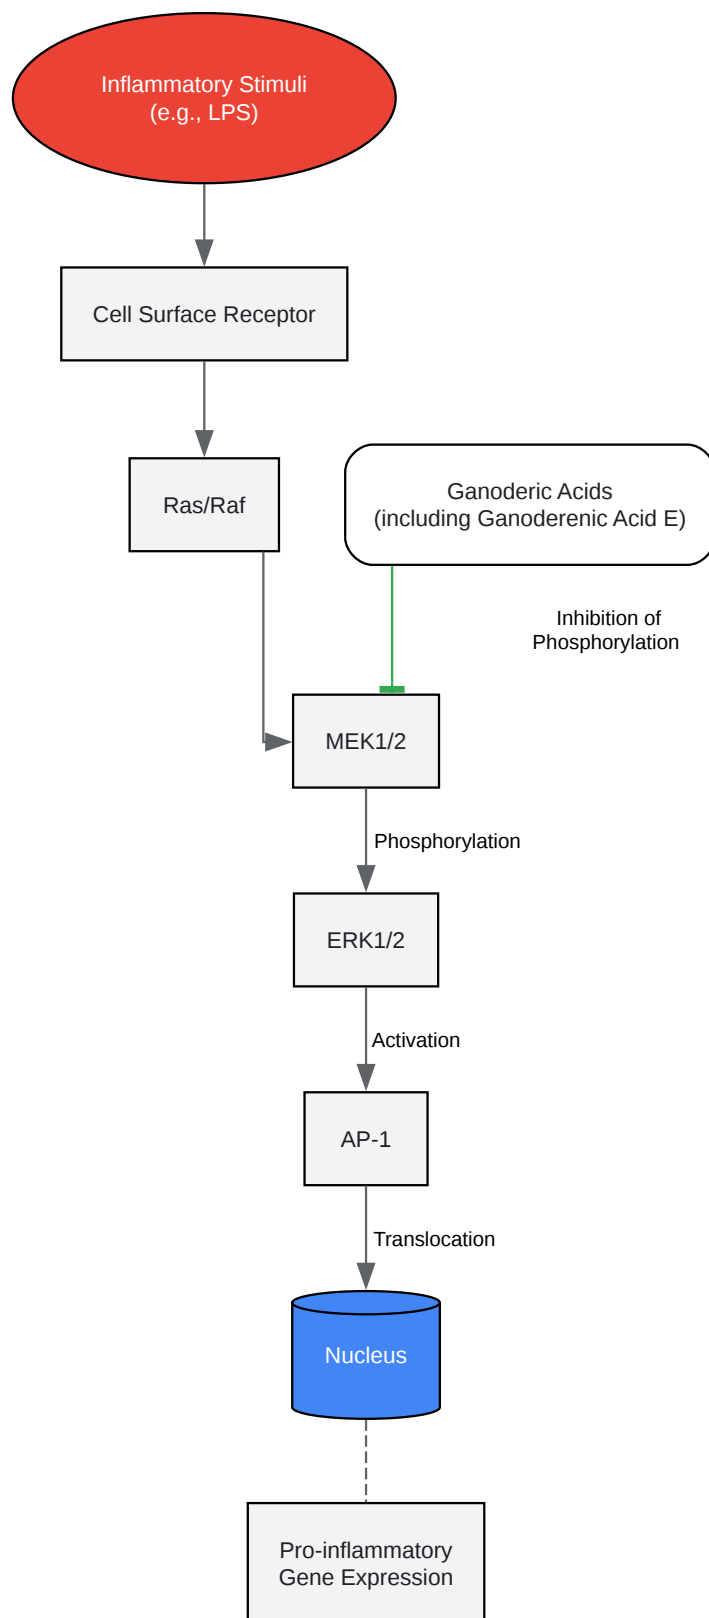 Inflammatory Stimuli
(e.g., LPS)
Cell Surface Receptor
Ras/Raf
Ganoderic Acids
(including Ganoderenic Acid E)
Inhibition of
Phosphorylation
MEK1/2
Phosphorylation
ERK1/2
Activation
AP-1
Translocation
Nucleus
Pro-inflammatory
Gene Expression